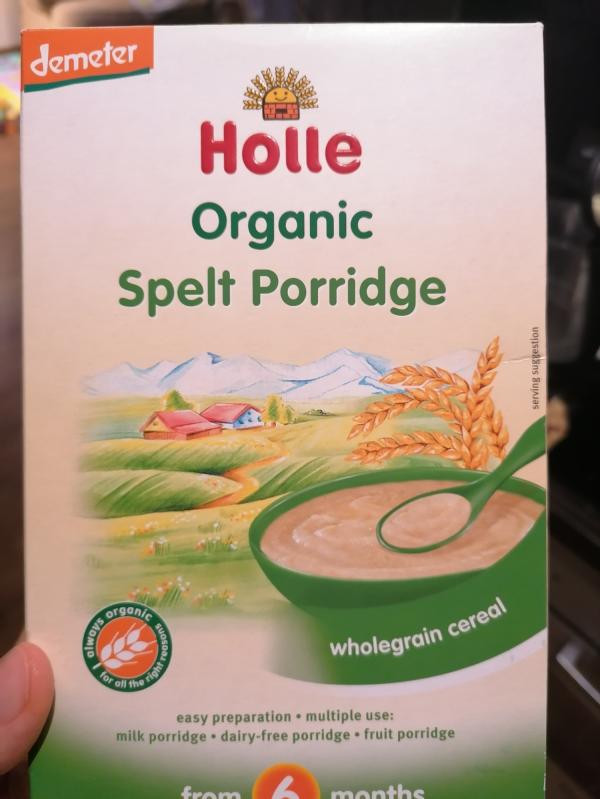 demeter
Holle
Organic
Spelt Porridge
serving suggestion
wholegrain cereal
always organic
for all the right reasons
easy preparation • multiple use:
milk porridge • dairy-free porridge • fruit porridge
from 6 months